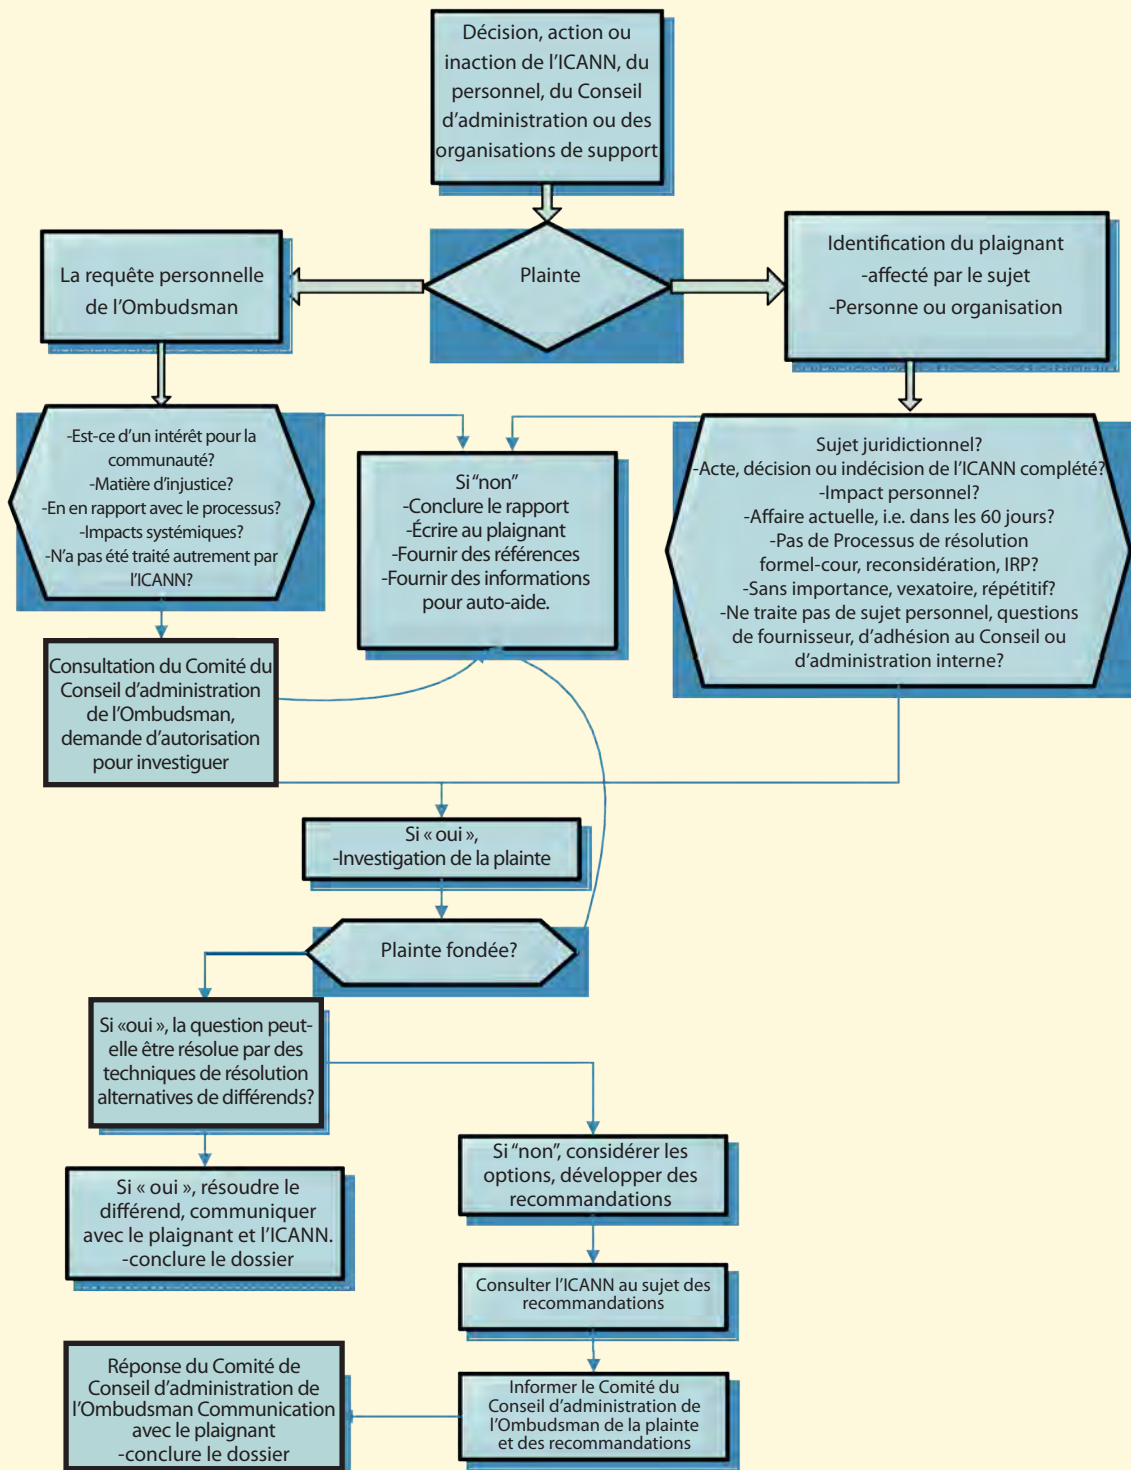 Décision, action ou
inaction de l'ICANN, du
personnel, du Conseil
d'administration ou des
organisations de support
Plainte
La requête personnelle
de l'Ombudsman
Identification du plaignant
-affecté par le sujet
-Personne ou organisation
-Est-ce d'un intérêt pour la
communauté?
-Matière d'injustice?
-En en rapport avec le processus?
-Impacts systémiques?
-N'a pas été traité autrement par
l'ICANN?
Si "non"
-Conclure le rapport
-Écrire au plaignant
-Fournir des références
-Fournir des informations
pour auto-aide.
Sujet juridictionnel?
-Acte, décision ou indécision de l'ICANN complété?
-Impact personnel?
-Affaire actuelle, i.e. dans les 60 jours?
-Pas de Processus de résolution
formel-cour, reconsidération, IRP?
-Sans importance, vexatoire, répétitif?
-Ne traite pas de sujet personnel, questions
de fournisseur, d'adhésion au Conseil ou
d'administration interne?
Consultation du Comité du
Conseil d'administration
de l'Ombudsman,
demande d'autorisation
pour investiguer
Si « oui »,
-Investigation de la plainte
Plainte fondée?
Si «oui », la question peut-
elle être résolue par des
techniques de résolution
alternatives de différends?
Si « oui », résoudre le
différend, communiquer
avec le plaignant et l'ICANN.
-conclure le dossier
Si "non", considérer les
options, développer des
recommandations
Consulter l'ICANN au sujet des
recommandations
Informer le Comité du
Conseil d'administration de
l'Ombudsman de la plainte
et des recommandations
Réponse du Comité de
Conseil d'administration de
l'Ombudsman Communication
avec le plaignant
-conclure le dossier